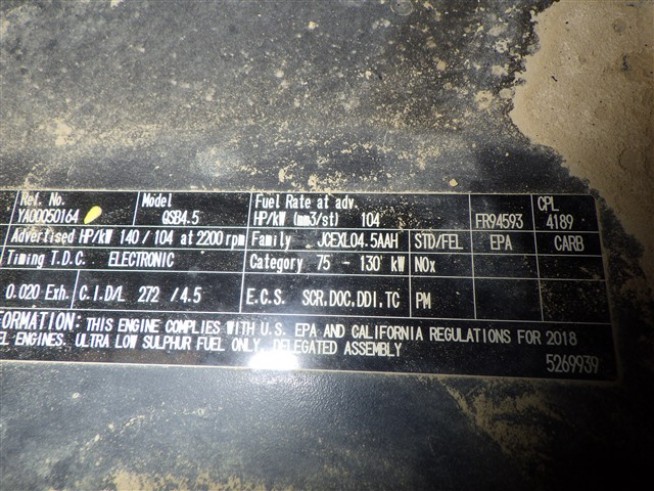 Ref. No. Model Fuel Rate at adv. CPL
YA00050164 QSB4.5 HP/kW (mm3/st) 104 FR94593 4189
Advertised HP/kW 140 / 104 at 2200 rpm Family . JCEXL04.5AAH STD/FEL EPA CARB
Timing T.D.C. ELECTRONIC Category 75 - 130 kW NOx
0.020 Exh. C.I.D/L 272 / 4.5 E.C.S. SCR,DOC,DDI,TC PM
FORMATION: THIS ENGINE COMPLIES WITH U.S. EPA AND CALIFORNIA REGULATIONS FOR 2018
EL ENGINES. ULTRA LOW SULPHUR FUEL ONLY, DELEGATED ASSEMBLY
5269939